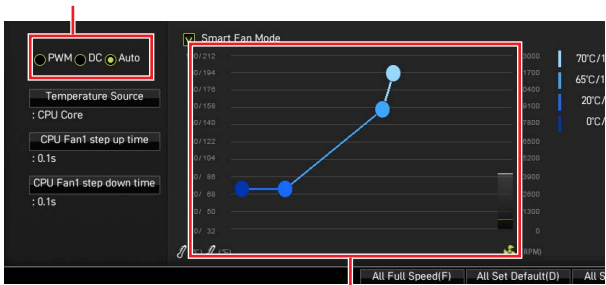 Smart Fan Mode
PWM DC Auto
Temperature Source
: CPU Core
CPU Fan1 step up time
: 0.1s
CPU Fan1 step down time
: 0.1s
0/212
0/194
0/176
0/158
0/140
0/122
0/104
0/ 86
0/ 68
0/ 50
0/ 32
(°C) (°F)
3000
1700
0400
9100
7800
6500
5200
3900
2600
1300
0
(RPM)
70°C/1
65°C/1
20°C/
0°C/
All Full Speed(F) All Set Default(D) All S